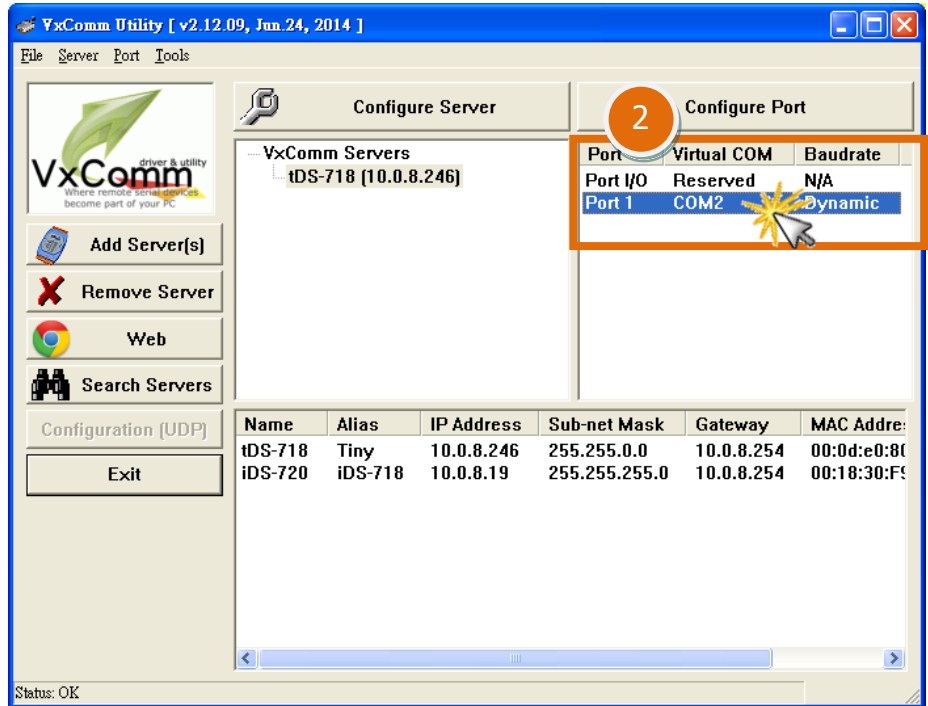 VxComm Utility [ v2.12.09, Jun.24, 2014 ]
File Server Port Tools
VxComm
driver & utility
Where remote serial devices
become part of your PC
Add Server(s)
Remove Server
Web
Search Servers
Configuration (UDP)
Exit
Configure Server
VxComm Servers
tDS-718 (10.0.8.246)
2
Configure Port
Port Virtual COM Baudrate
Port I/O Reserved N/A
Port 1 COM2 Dynamic
Name Alias IP Address Sub-net Mask Gateway MAC Addre
tDS-718 Tiny 10.0.8.246 255.255.0.0 10.0.8.254 00:0d:e0:80
iDS-720 iDS-718 10.0.8.19 255.255.255.0 10.0.8.254 00:18:30:F9
Status: OK